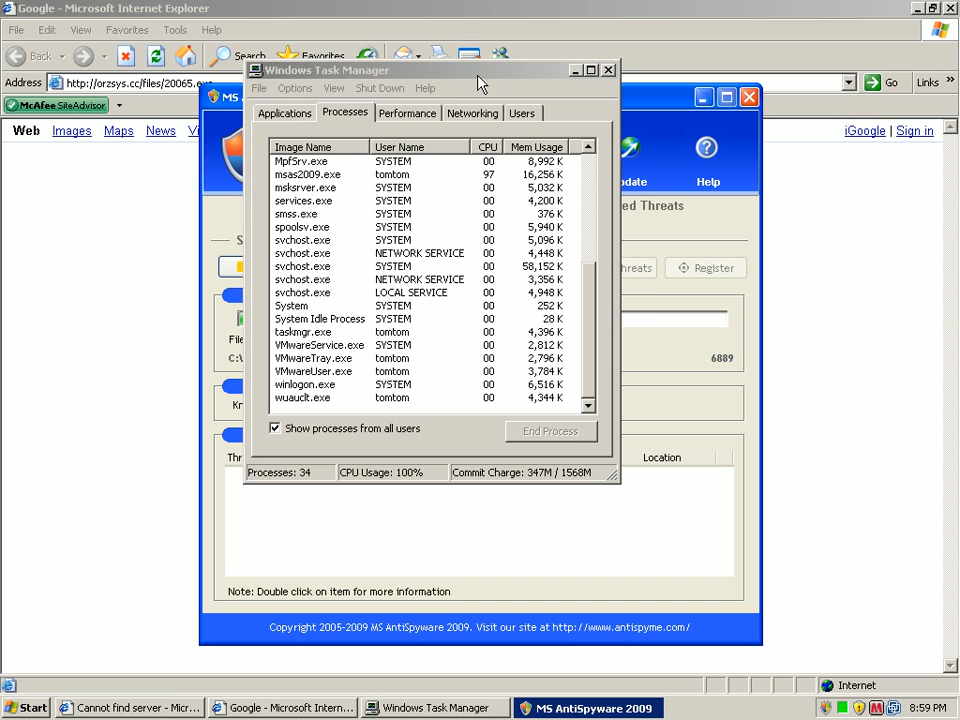 Google - Microsoft Internet Explorer
File Edit View Favorites Tools Help
Back Search Favorites
Address http://orzsys.cc/files/20065.exe Go Links »
McAfee SiteAdvisor
Web Images Maps News
iGoogle | Sign in
MS
Update Help
Windows Task Manager
File Options View Shut Down Help
Applications Processes Performance Networking Users
Image Name User Name CPU Mem Usage
MpfSrv.exe SYSTEM 00 8,992 K
msas2009.exe tomtom 97 16,256 K
msksrver.exe SYSTEM 00 5,032 K
services.exe SYSTEM 00 4,200 K
smss.exe SYSTEM 00 376 K
spoolsv.exe SYSTEM 00 5,940 K
svchost.exe SYSTEM 00 5,096 K
svchost.exe NETWORK SERVICE 00 4,448 K
svchost.exe SYSTEM 00 58,152 K
svchost.exe NETWORK SERVICE 00 3,356 K
svchost.exe LOCAL SERVICE 00 4,948 K
System SYSTEM 00 252 K
System Idle Process SYSTEM 00 28 K
taskmgr.exe tomtom 00 4,396 K
VMwareService.exe SYSTEM 00 2,812 K
VMwareTray.exe tomtom 00 2,796 K
VMwareUser.exe tomtom 00 3,784 K
winlogon.exe SYSTEM 00 6,516 K
wuauclt.exe tomtom 00 4,344 K
Show processes from all users End Process
Processes: 34 CPU Usage: 100% Commit Charge: 347M / 1568M
ed Threats
hreats Register
File
C:\ 6889
Kn
Thr Location
Note: Double click on item for more information
Copyright 2005-2009 MS AntiSpyware 2009. Visit our site at http://www.antispyme.com/
Internet
Start Cannot find server - Micr... Google - Microsoft Intern... Windows Task Manager MS AntiSpyware 2009 8:59 PM